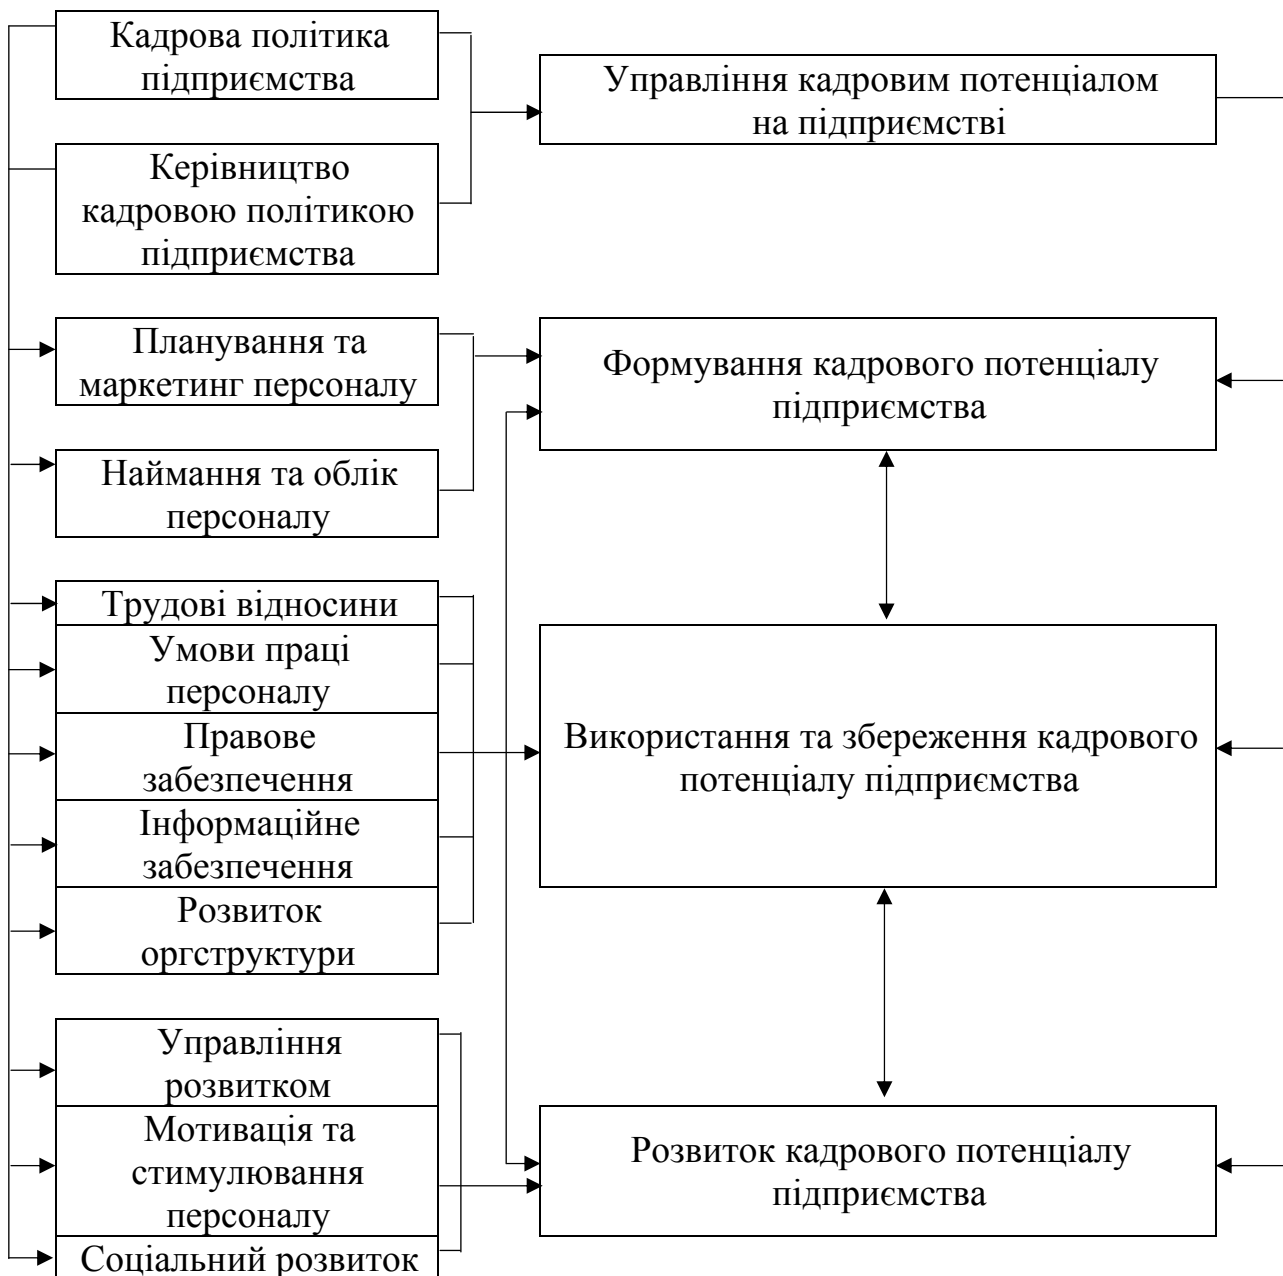 Кадрова політика
підприємства
Управління кадровим потенціалом
на підприємстві
Керівництво
кадровою політикою
підприємства
Планування та
маркетинг персоналу
Формування кадрового потенціалу
підприємства
Наймання та облік
персоналу
Трудові відносини
Умови праці
персоналу
Правове
забезпечення
Інформаційне
забезпечення
Розвиток
оргструктури
Використання та збереження кадрового
потенціалу підприємства
Управління
розвитком
Мотивація та
стимулювання
персоналу
Соціальний розвиток
Розвиток кадрового потенціалу
підприємства